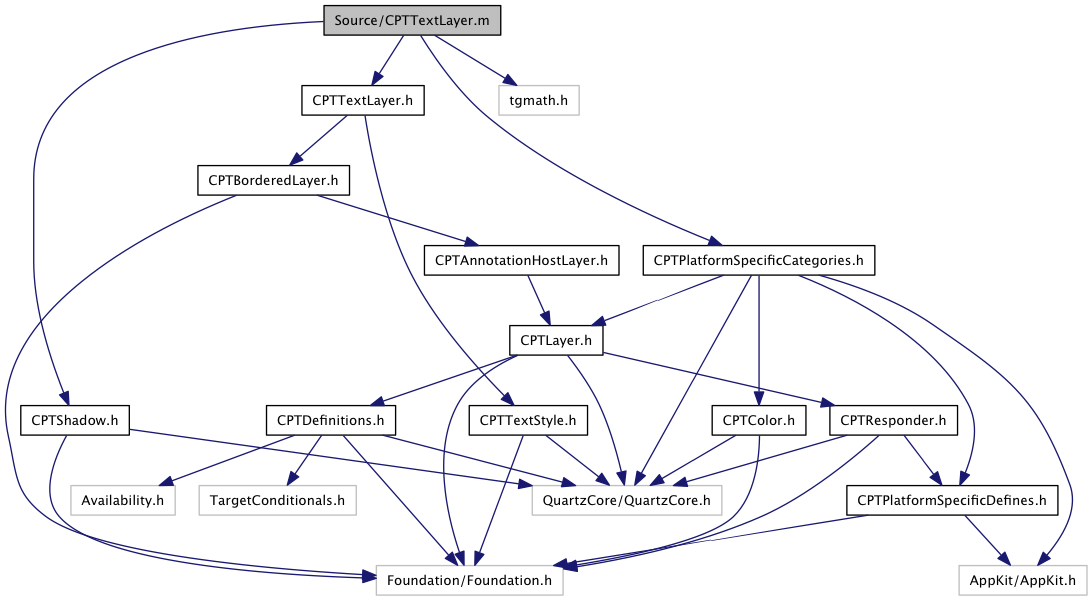 Source/CPTTextLayer.m
CPTTextLayer.h
tgmath.h
CPTBorderedLayer.h
CPTAnnotationHostLayer.h
CPTPlatformSpecificCategories.h
CPTLayer.h
CPTShadow.h
CPTDefinitions.h
CPTTextStyle.h
CPTColor.h
CPTResponder.h
Availability.h
TargetConditionals.h
QuartzCore/QuartzCore.h
CPTPlatformSpecificDefines.h
Foundation/Foundation.h
AppKit/AppKit.h